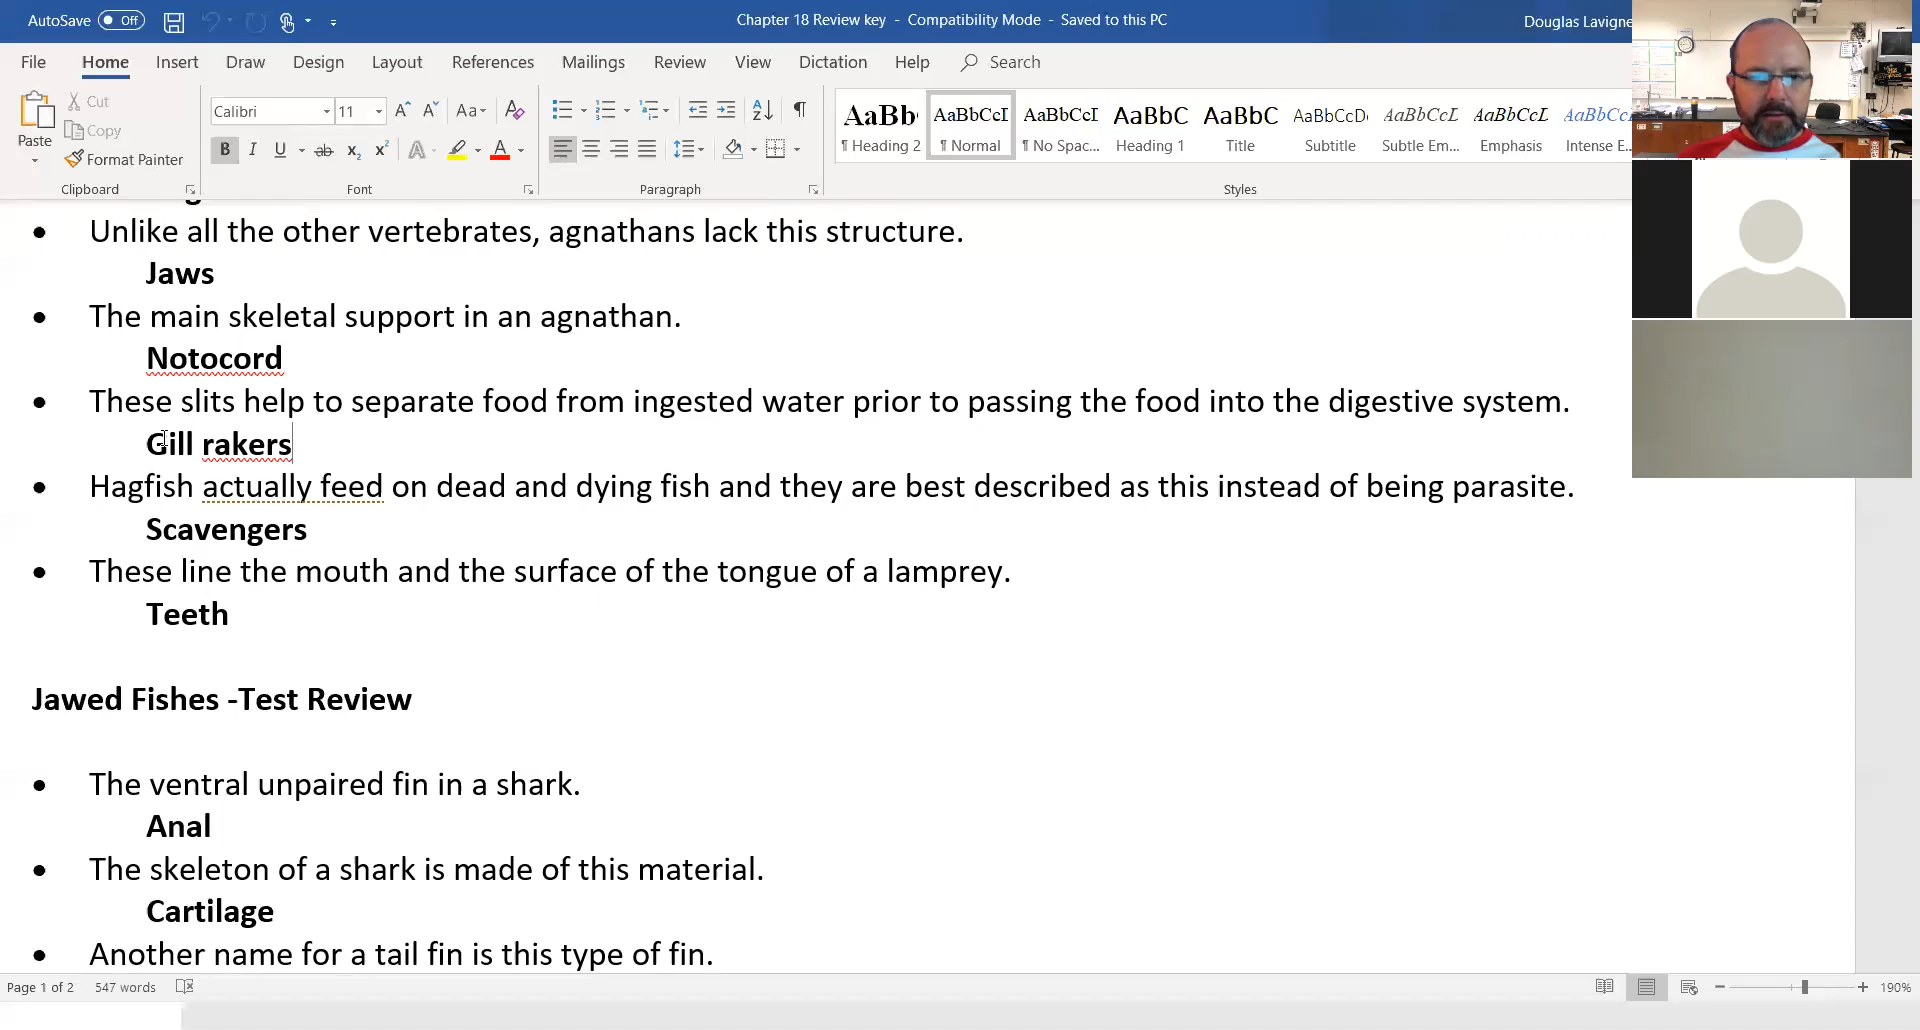 AutoSave Off Chapter 18 Review key - Compatibility Mode - Saved to this PC Douglas Lavigne
File Home Insert Draw Design Layout References Mailings Review View Dictation Help Search
Paste Cut Copy Format Painter
Calibri 11
AaBb AaBbCcI AaBbCcI AaBbC AaBbC AaBbCcD AaBbCcL AaBbCcL AaBbCcL
¶ Heading 2 ¶ Normal ¶ No Spac... Heading 1 Title Subtitle Subtle Em... Emphasis Intense E...
Clipboard Font Paragraph Styles
• Unlike all the other vertebrates, agnathans lack this structure.
Jaws
• The main skeletal support in an agnathan.
Notocord
• These slits help to separate food from ingested water prior to passing the food into the digestive system.
Gill rakers
• Hagfish actually feed on dead and dying fish and they are best described as this instead of being parasite.
Scavengers
• These line the mouth and the surface of the tongue of a lamprey.
Teeth
Jawed Fishes -Test Review
• The ventral unpaired fin in a shark.
Anal
• The skeleton of a shark is made of this material.
Cartilage
• Another name for a tail fin is this type of fin.
Page 1 of 2 547 words 190%